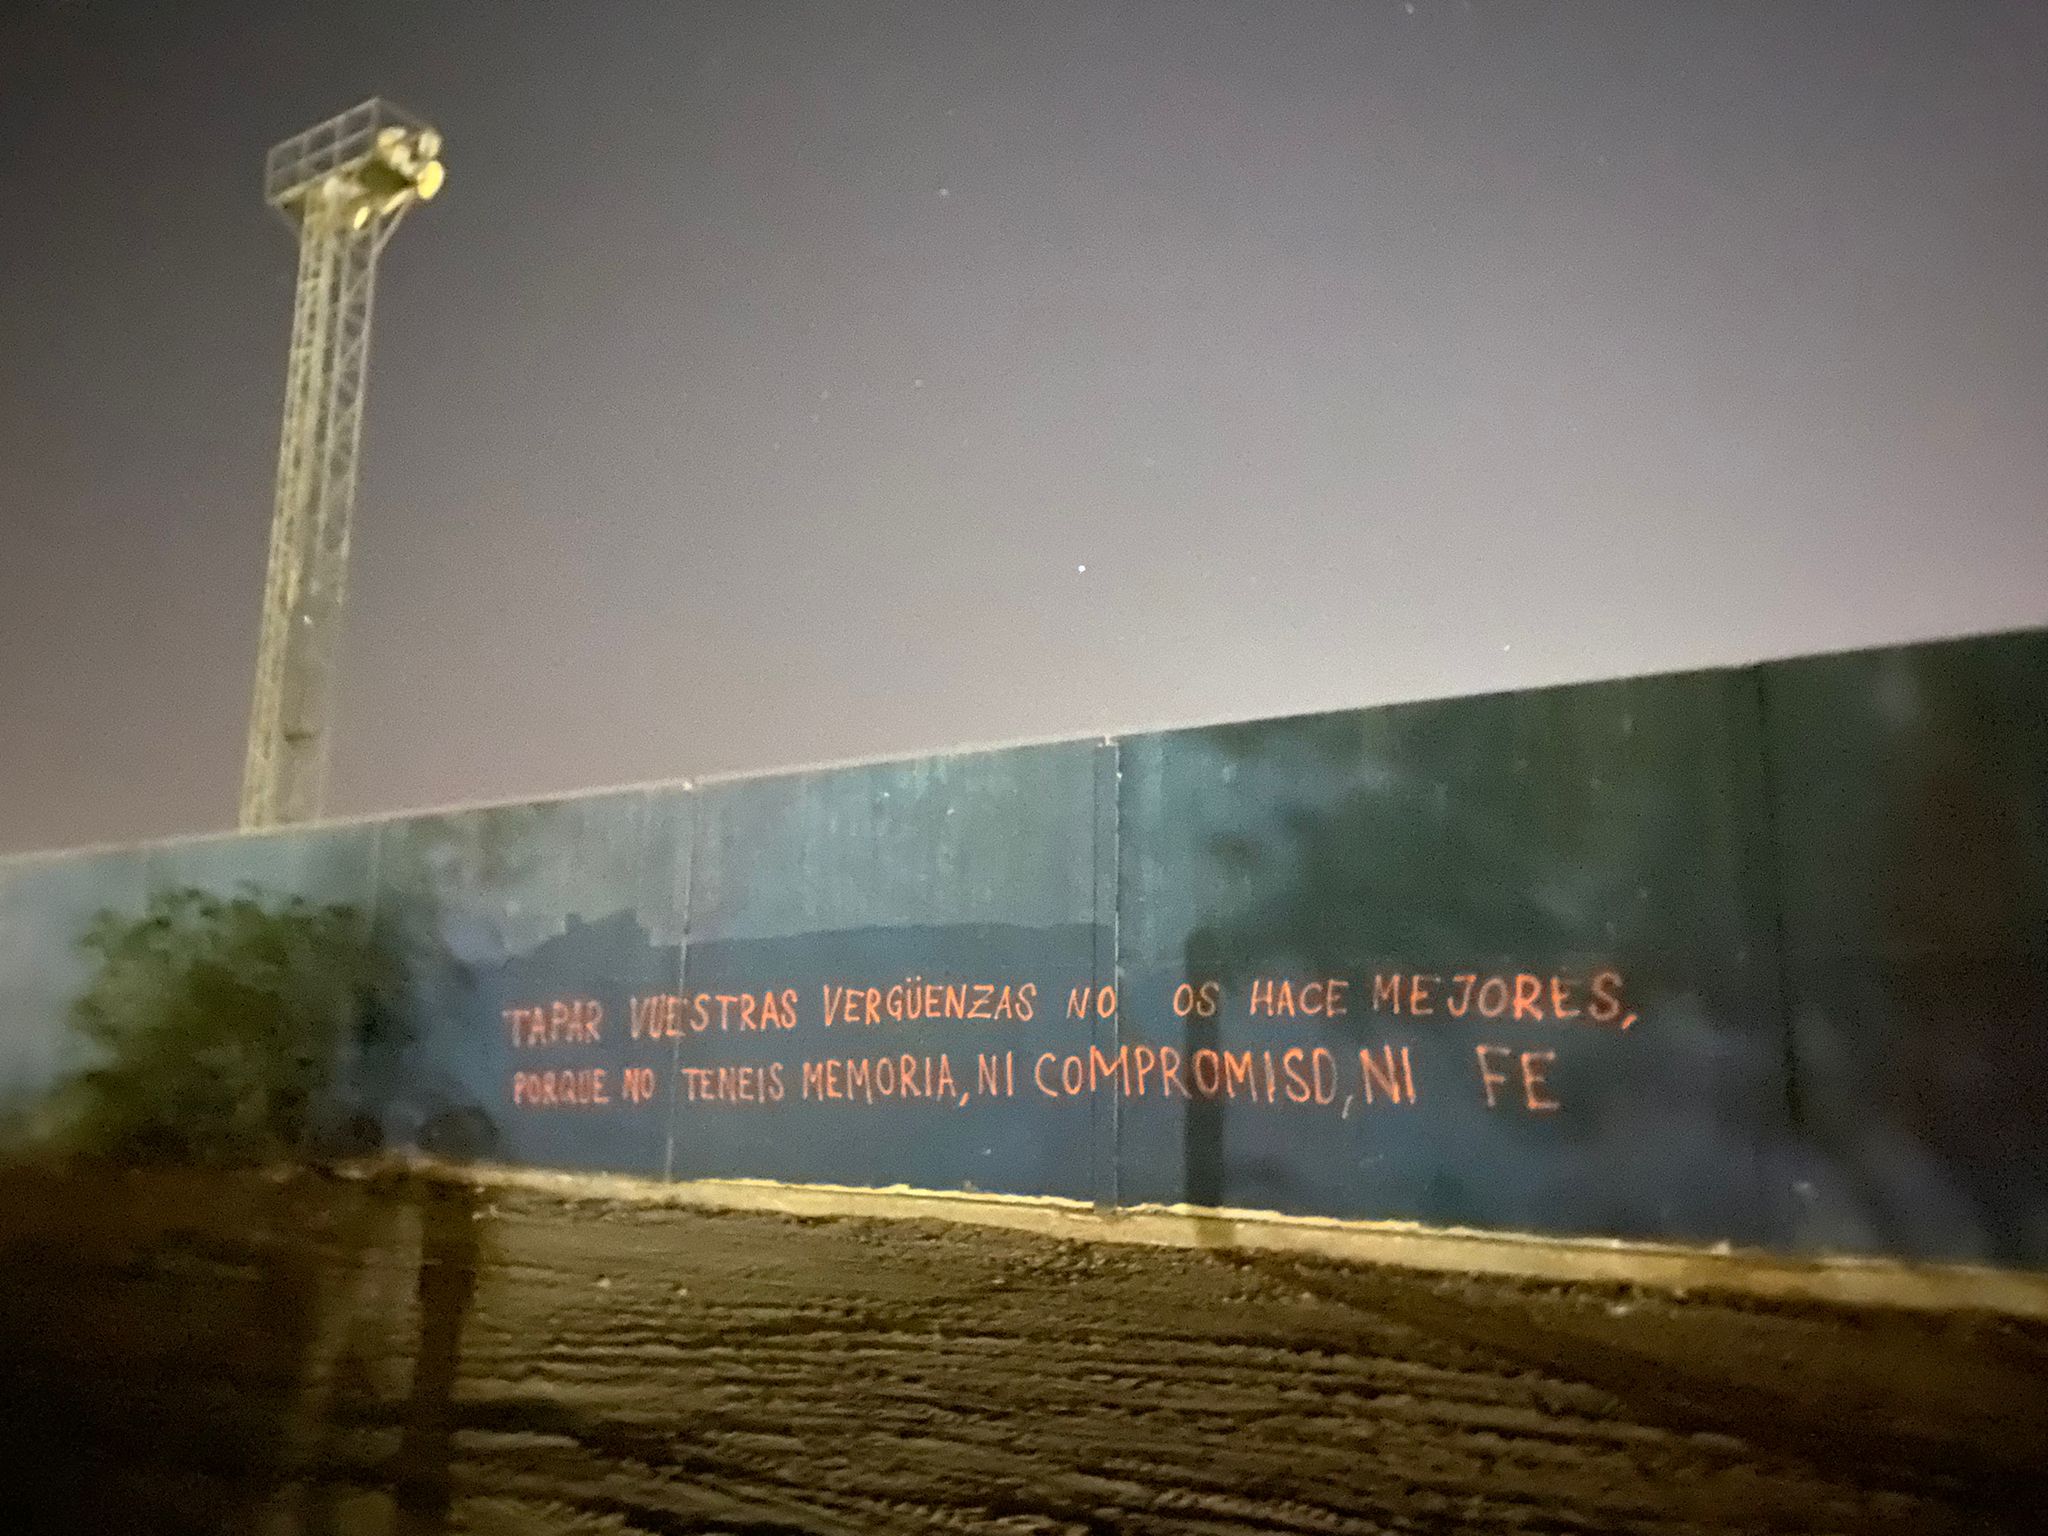 TAPAR VUESTRAS VERGÜENZAS NO OS HACE MEJORES,
PORQUE NO TENEIS MEMORIA, NI COMPROMISO, NI FE